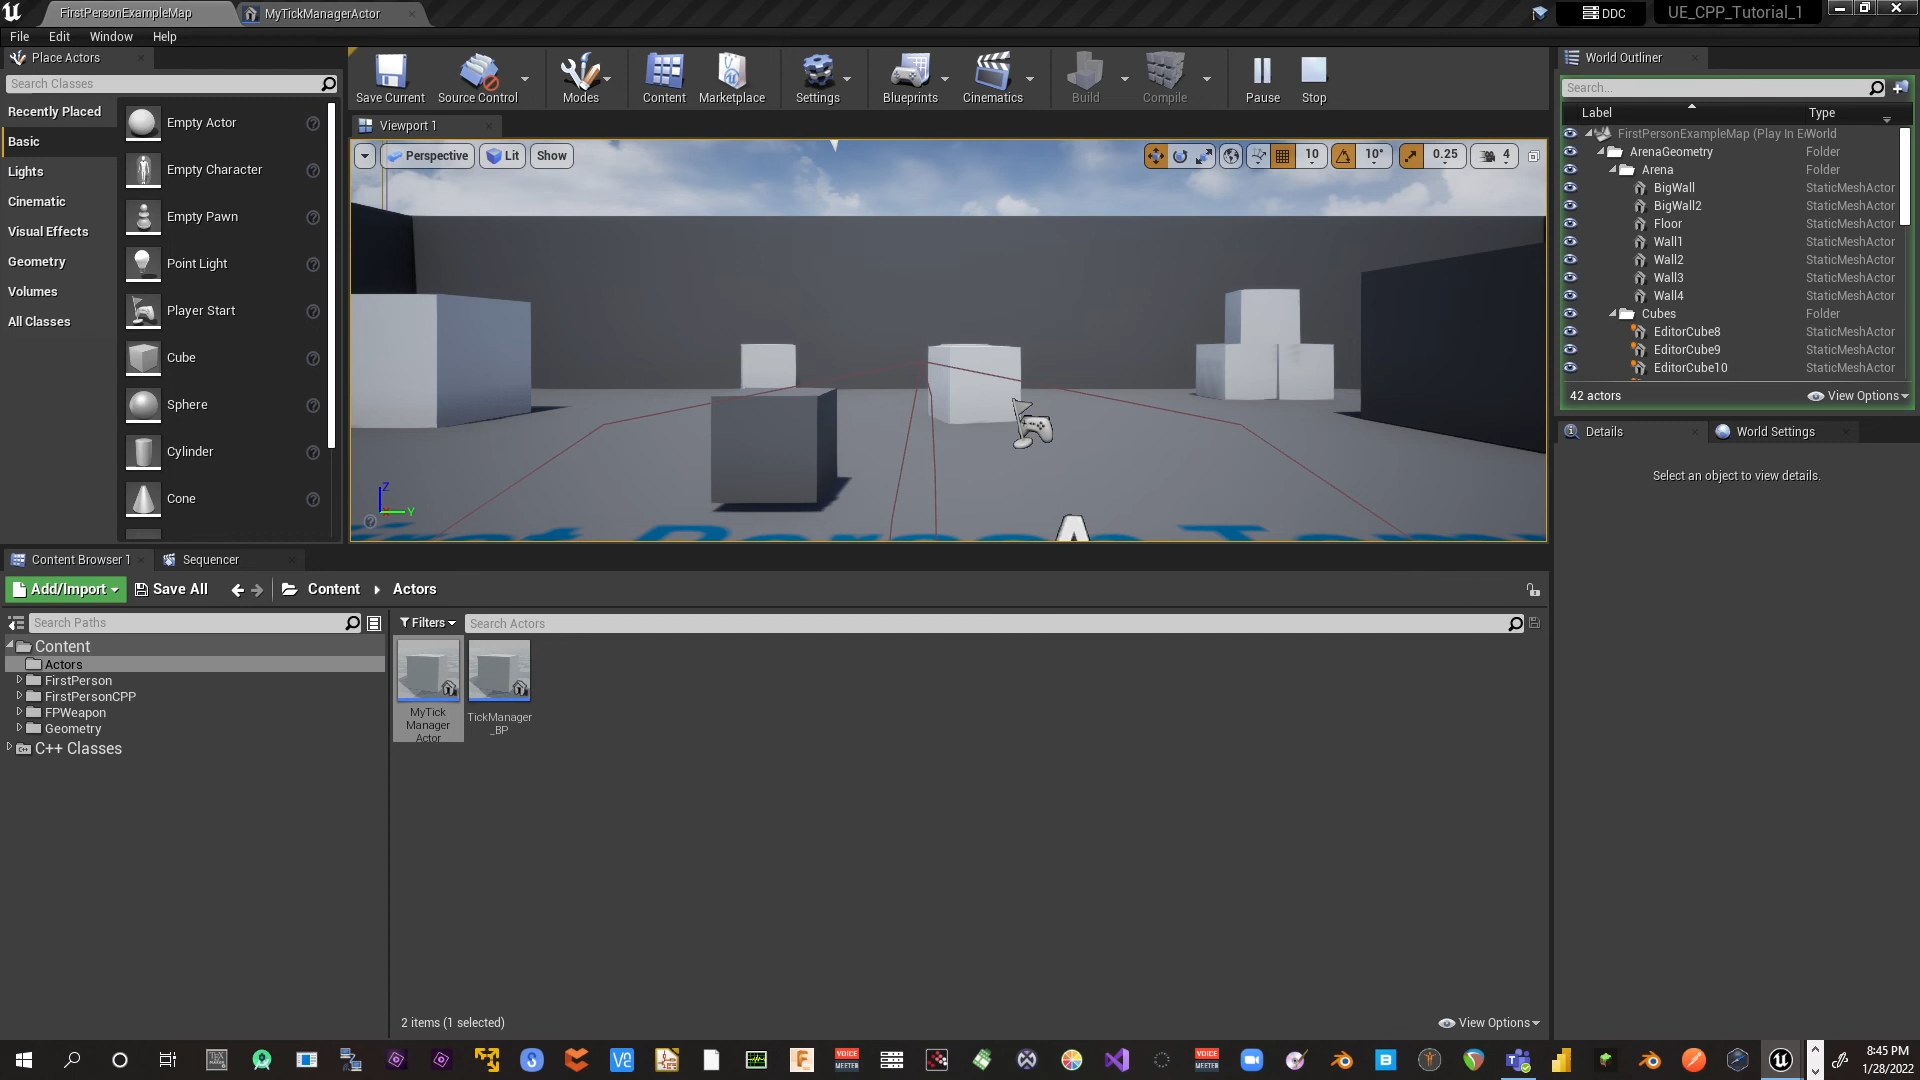 FirstPersonExampleMap
MyTickManagerActor
DDC
UE_CPP_Tutorial_1
File Edit Window Help
Place Actors
Search Classes
Recently Placed
Basic
Lights
Cinematic
Visual Effects
Geometry
Volumes
All Classes
Empty Actor
Empty Character
Empty Pawn
Point Light
Player Start
Cube
Sphere
Cylinder
Cone
Save Current
Source Control
Modes
Content
Marketplace
Settings
Blueprints
Cinematics
Build
Compile
Pause
Stop
Viewport 1
Perspective
Lit
Show
10
10°
0.25
4
Z
Y
World Outliner
Search...
Label Type
FirstPersonExampleMap (Play In E World
ArenaGeometry Folder
Arena Folder
BigWall StaticMeshActor
BigWall2 StaticMeshActor
Floor StaticMeshActor
Wall1 StaticMeshActor
Wall2 StaticMeshActor
Wall3 StaticMeshActor
Wall4 StaticMeshActor
Cubes Folder
EditorCube8 StaticMeshActor
EditorCube9 StaticMeshActor
EditorCube10 StaticMeshActor
42 actors
View Options
Details
World Settings
Select an object to view details.
Content Browser 1
Sequencer
Add/Import
Save All
Content
Actors
Search Paths
Filters
Search Actors
Content
Actors
FirstPerson
FirstPersonCPP
FPWeapon
Geometry
C++ Classes
MyTick
Manager
Actor
TickManager
_BP
2 items (1 selected)
View Options
VOICE
MEETER
VOICE
MEETER
8:45 PM
1/28/2022